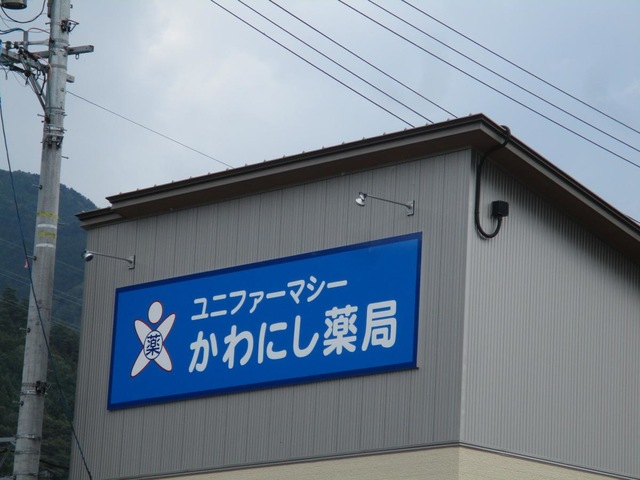 ユニファーマシー
薬 かわにし薬局